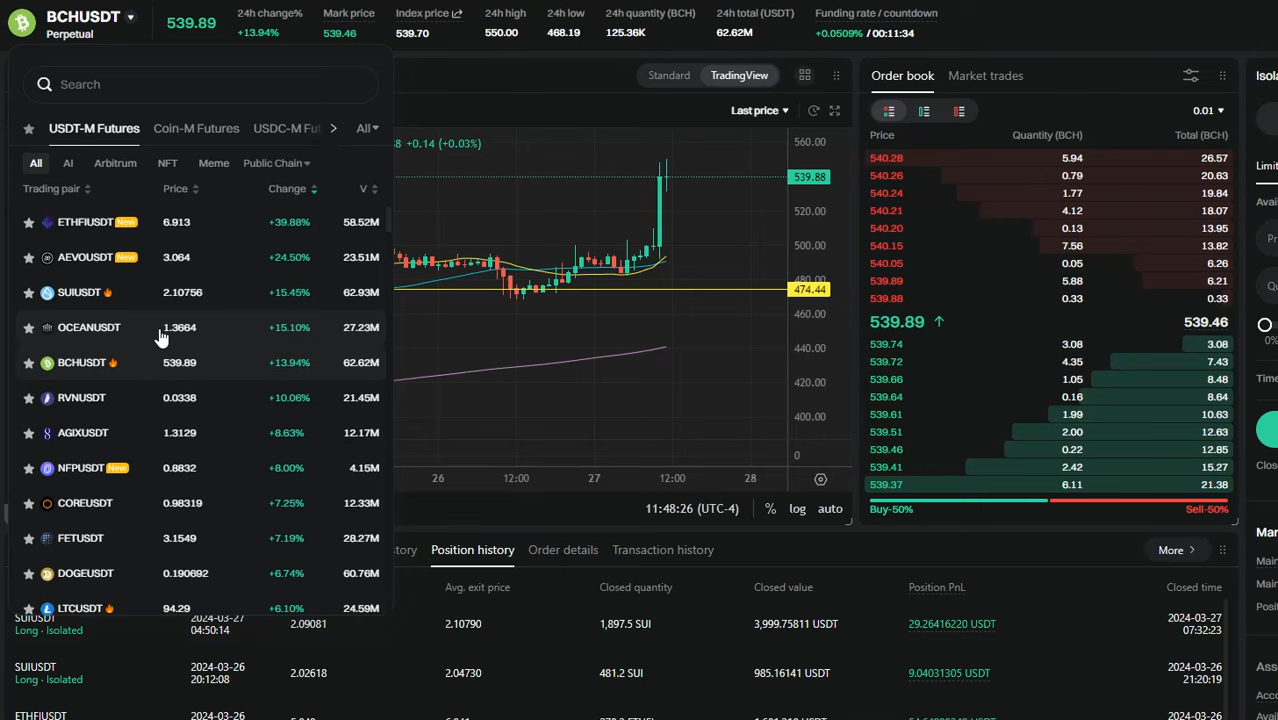 BCHUSDT
Perpetual
539.89
24h change%
+13.94%
Mark price
539.46
Index price
539.70
24h high
550.00
24h low
468.19
24h quantity (BCH)
125.36K
24h total (USDT)
62.62M
Funding rate / countdown
+0.0509% / 00:11:34
Search
USDT-M Futures Coin-M Futures USDC-M Fut All
All AI Arbitrum NFT Meme Public Chain
Trading pair Price Change V
ETHFIUSDT New 6.913 +39.88% 58.52M
AEVOUSDT New 3.064 +24.50% 23.51M
SUIUSDT 2.10756 +15.45% 62.93M
OCEANUSDT 1.3664 +15.10% 27.23M
BCHUSDT 539.89 +13.94% 62.62M
RVNUSDT 0.0338 +10.06% 21.45M
AGIXUSDT 1.3129 +8.63% 12.17M
NFPUSDT New 0.8832 +8.00% 4.15M
COREUSDT 0.98319 +7.25% 12.33M
FETUSDT 3.1549 +7.19% 28.27M
DOGEUSDT 0.190692 +6.74% 60.76M
LTCUSDT 94.29 +6.10% 24.59M
Standard TradingView
Last price
+0.14 (+0.03%)
560.00
539.88
520.00
500.00
480.00
474.44
440.00
420.00
400.00
0
26 12:00 27 12:00 28
11:48:26 (UTC-4) % log auto
Order book Market trades
0.01
Price Quantity (BCH) Total (BCH)
540.28 5.94 26.57
540.26 0.79 20.63
540.24 1.77 19.84
540.21 4.12 18.07
540.20 0.13 13.95
540.15 7.56 13.82
540.05 0.05 6.26
539.89 5.88 6.21
539.88 0.33 0.33
539.89 539.46
539.74 3.08 3.08
539.72 4.35 7.43
539.66 1.05 8.48
539.64 0.16 8.64
539.61 1.99 10.63
539.51 2.00 12.63
539.46 0.22 12.85
539.41 2.42 15.27
539.37 6.11 21.38
Buy-50% Sell-50%
Isola
Limit
Avai
Pr
Qu
0%
Time
Close
Mar
Main
Main
Posi
Asse
Acco
story Position history Order details Transaction history More
Avg. exit price Closed quantity Closed value Position PnL Closed time
SUIUSDT
Long · Isolated
2024-03-27
04:50:14
2.09081 2.10790 1,897.5 SUI 3,999.75811 USDT 29.26416220 USDT
2024-03-27
07:32:23
SUIUSDT
Long · Isolated
2024-03-26
20:12:08
2.02618 2.04730 481.2 SUI 985.16141 USDT 9.04031305 USDT
2024-03-26
21:20:19
ETHFIUSDT 2024-03-26 2024-03-26